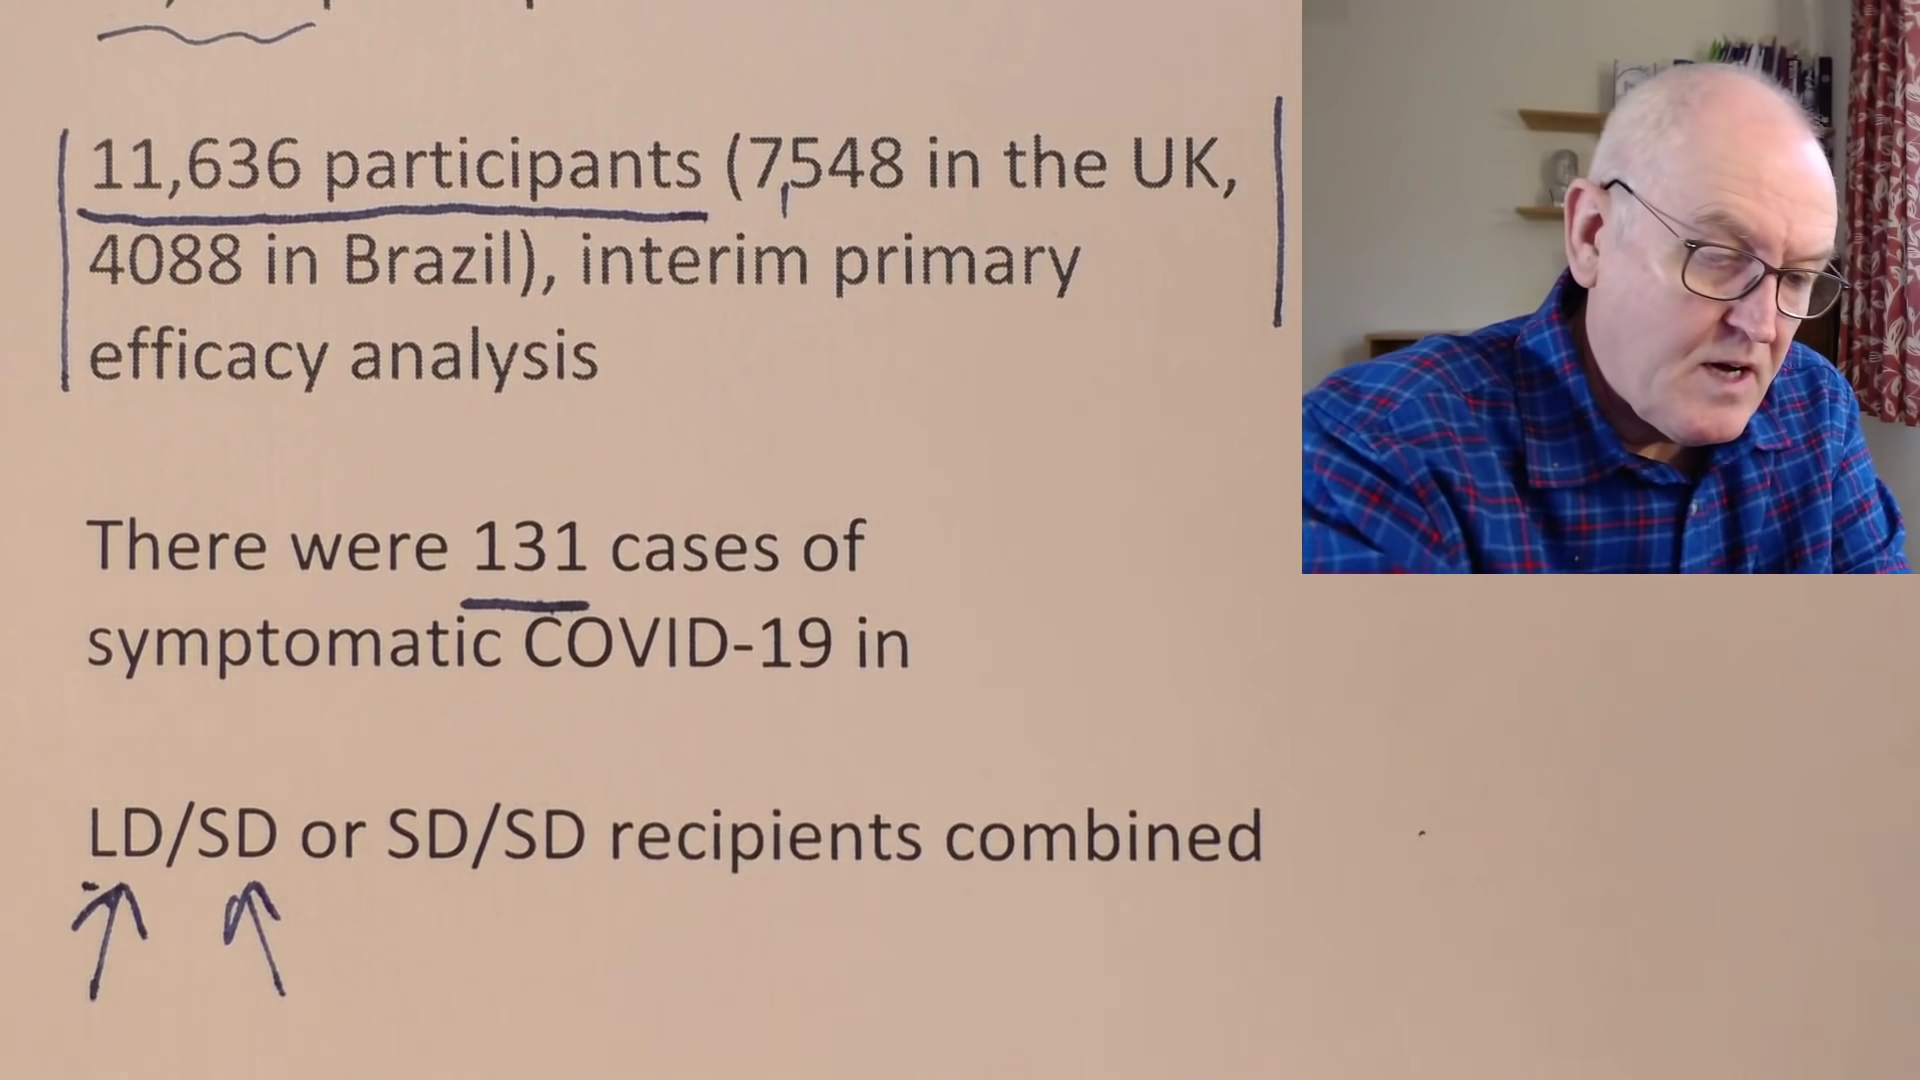 11,636 participants (7,548 in the UK,
4088 in Brazil), interim primary
efficacy analysis
There were 131 cases of
symptomatic COVID-19 in
LD/SD or SD/SD recipients combined